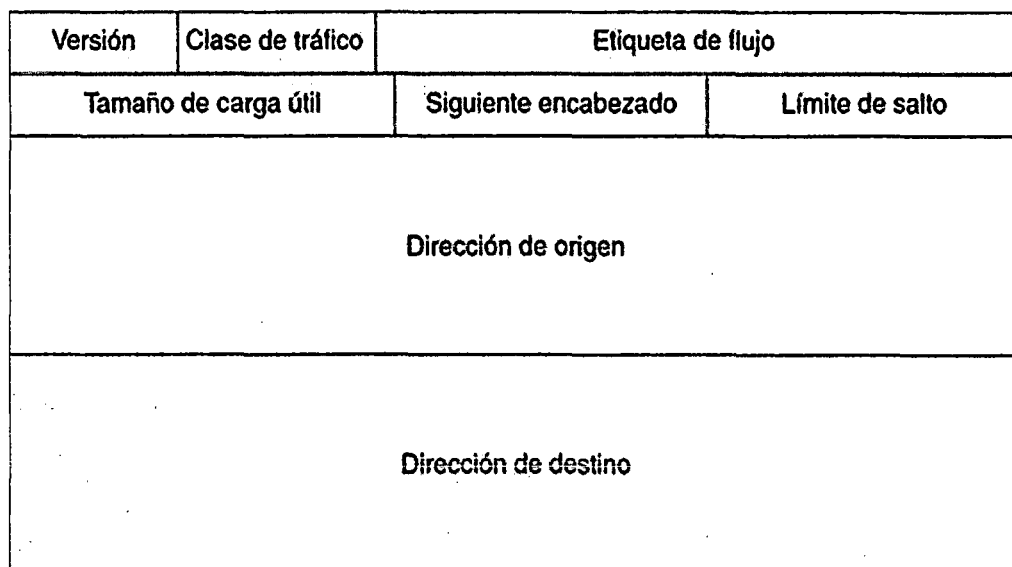 Versión Clase de tráfico Etiqueta de flujo
Tamaño de carga útil Siguiente encabezado Límite de salto
Dirección de origen
Dirección de destino